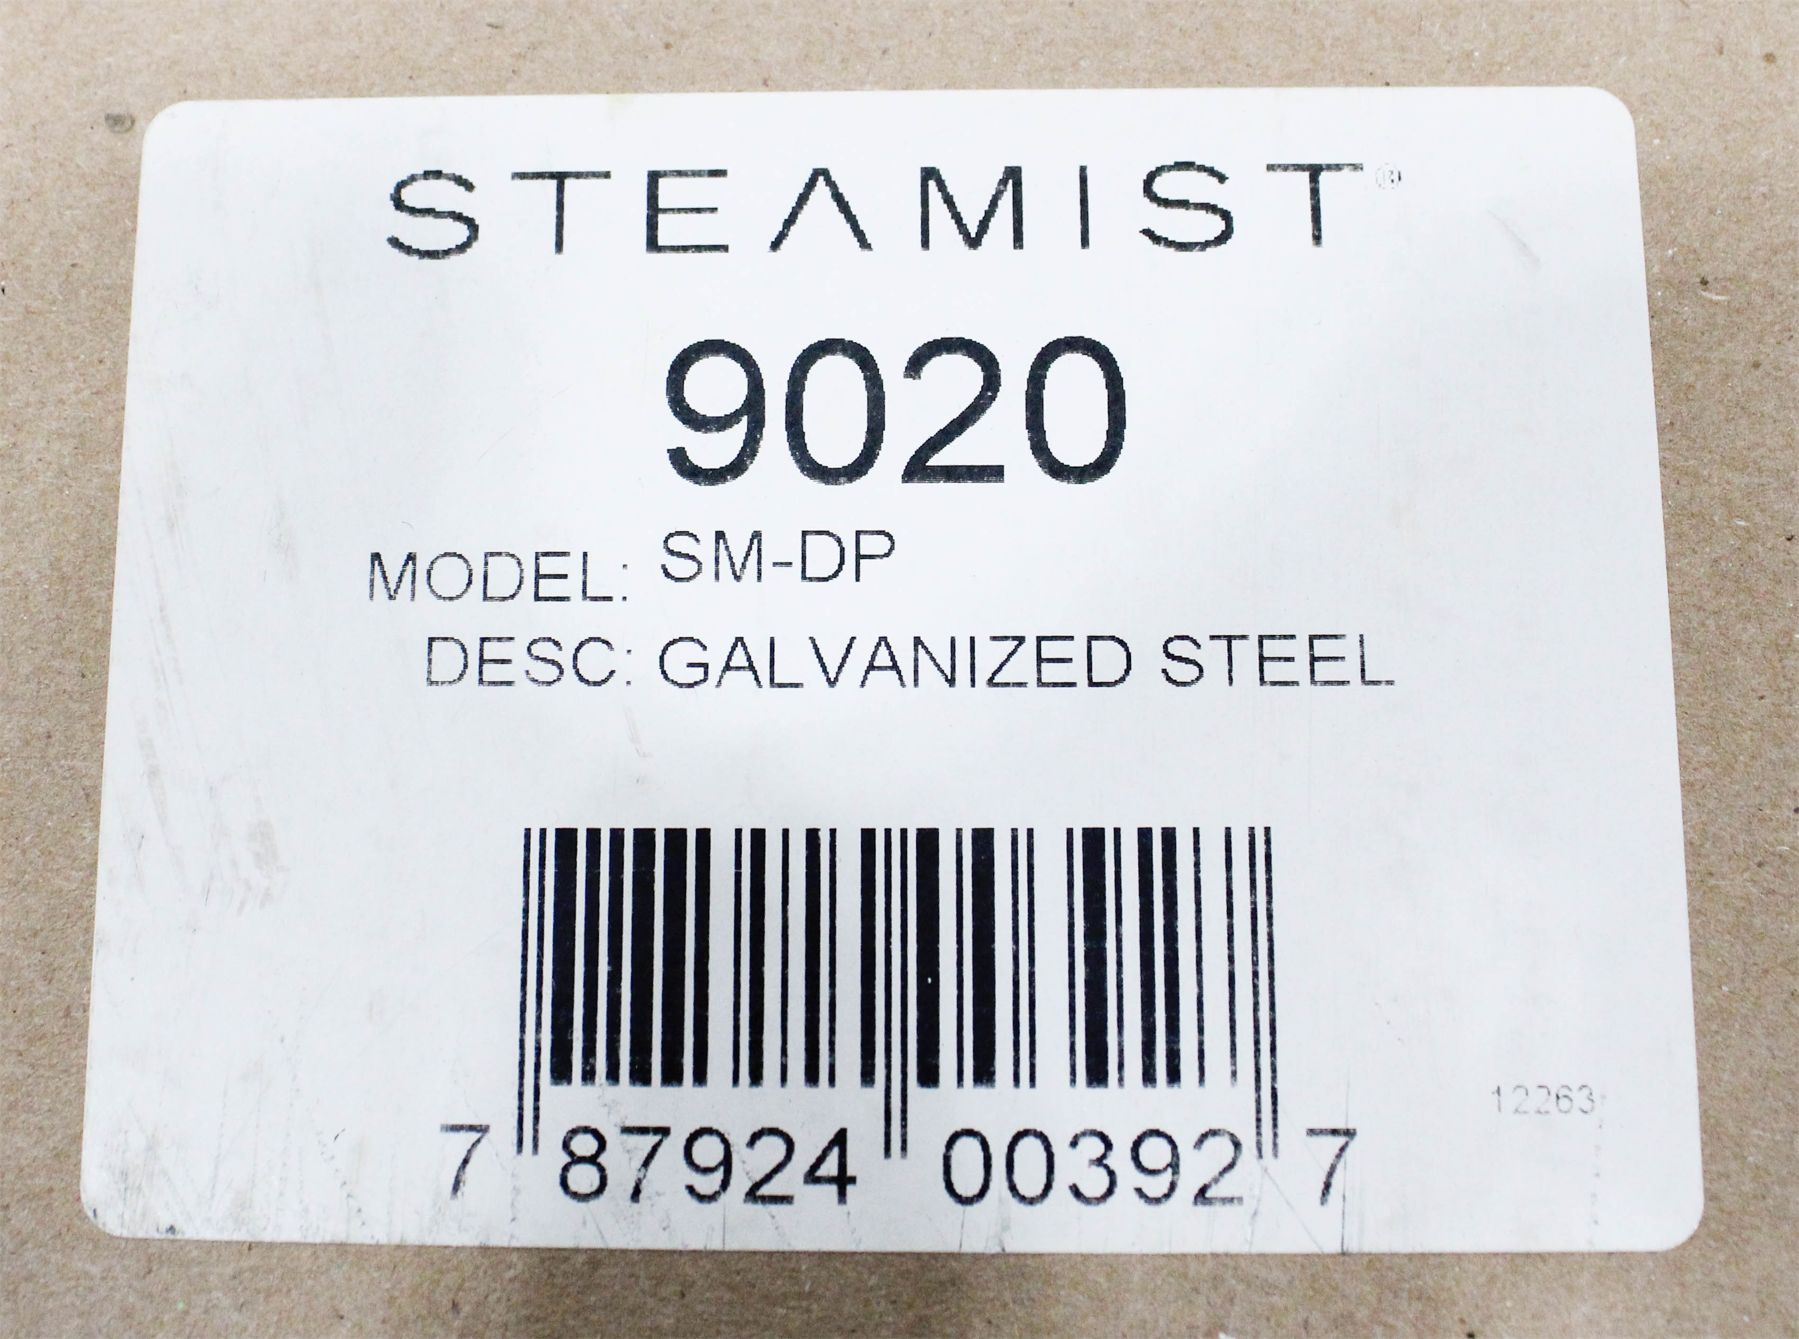 STEAMIST®
9020
MODEL: SM-DP
DESC: GALVANIZED STEEL
12263
7 87924 00392 7